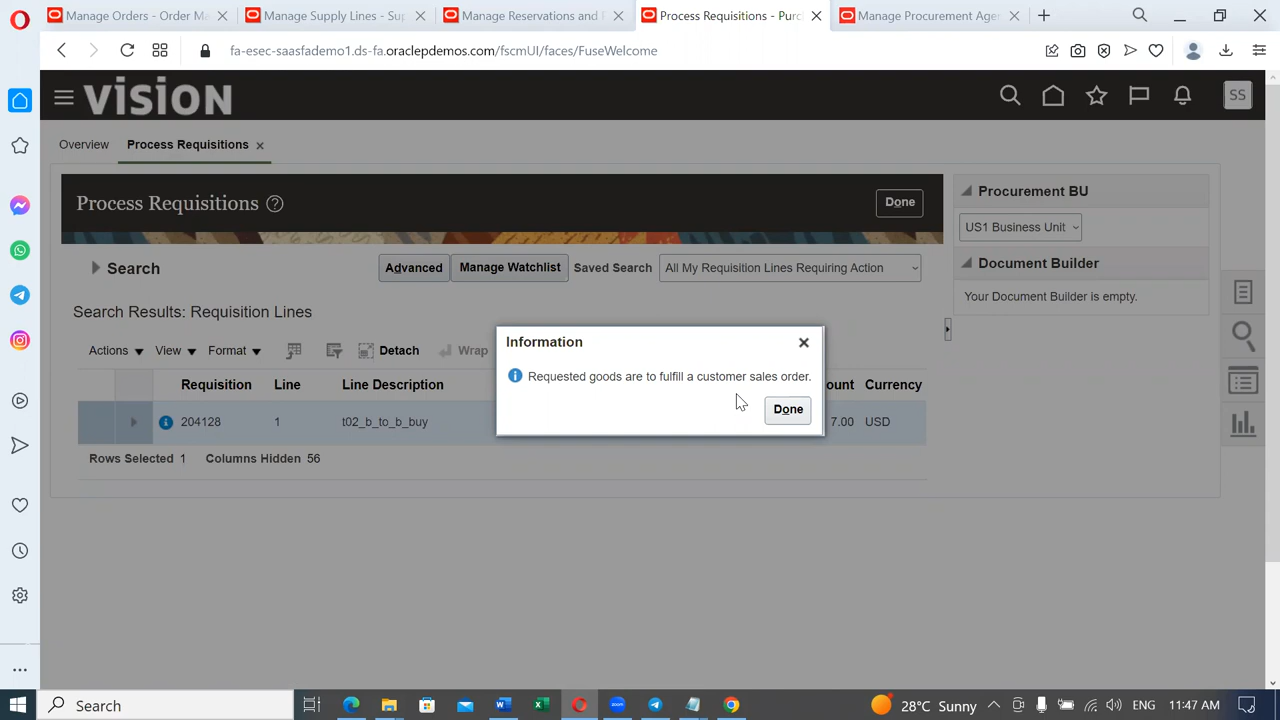 Manage Orders - Order Ma
Manage Supply Lines - Sup
Manage Reservations and P
Process Requisitions - Purc
Manage Procurement Agen
fa-esec-saasfademo1.ds-fa.oraclepdemos.com/fscmUI/faces/FuseWelcome
vision
SS
Overview
Process Requisitions
Process Requisitions
Done
Procurement BU
US1 Business Unit
Search
Advanced
Manage Watchlist
Saved Search
All My Requisition Lines Requiring Action
Document Builder
Your Document Builder is empty.
Search Results: Requisition Lines
Actions
View
Format
Detach
Wrap
Information
Requested goods are to fulfill a customer sales order.
Done
Requisition
Line
Line Description
ount
Currency
204128
1
t02_b_to_b_buy
7.00
USD
Rows Selected 1
Columns Hidden 56
Search
28°C Sunny
ENG
11:47 AM